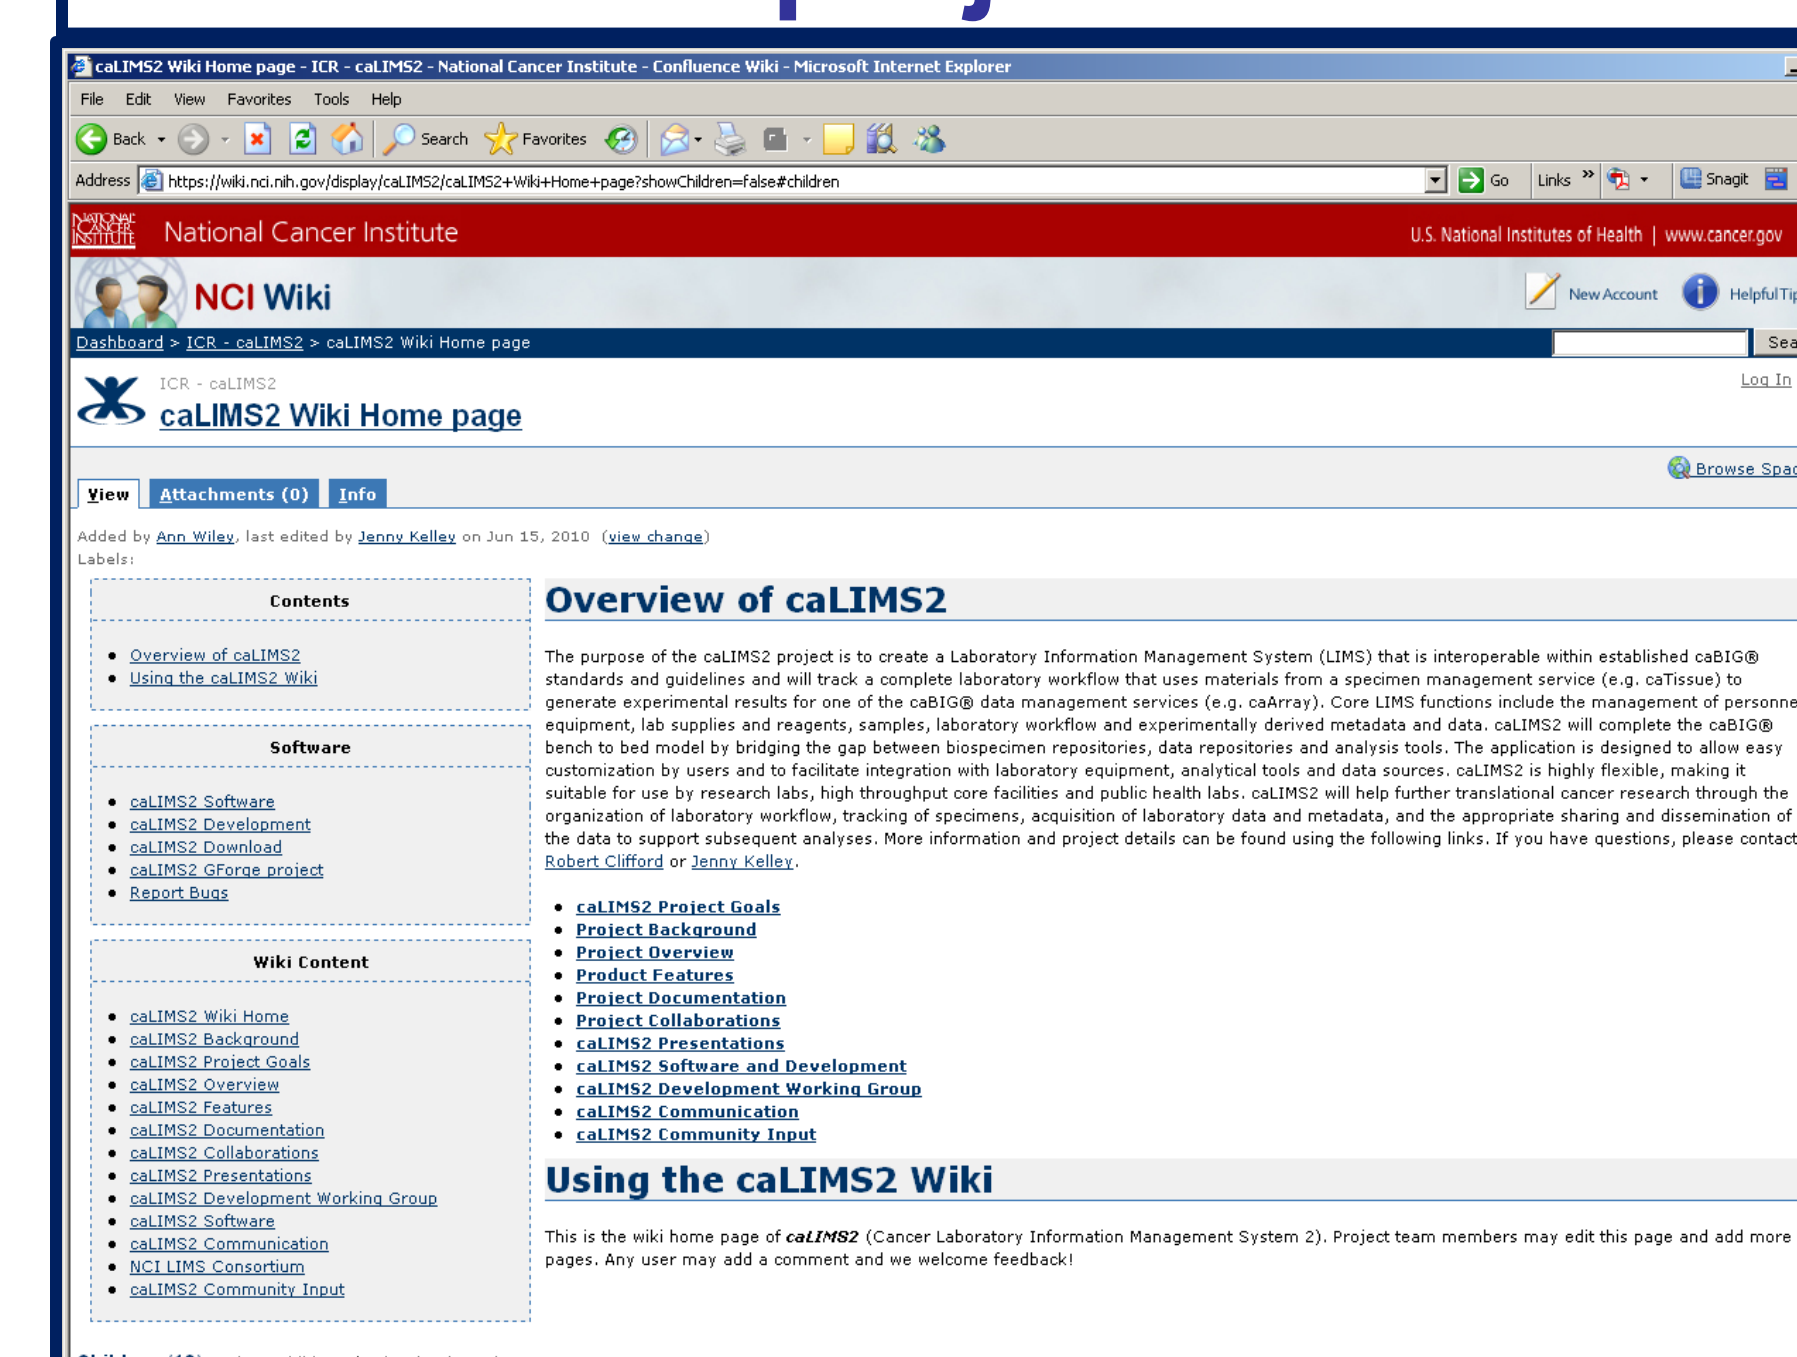 caLIMS2 Wiki Home page - ICR - caLIMS2 - National Cancer Institute - Confluence Wiki - Microsoft Internet Explorer
File Edit View Favorites Tools Help
Back Search Favorites
Address https://wiki.nci.nih.gov/display/caLIMS2/caLIMS2+Wiki+Home+page?showChildren=false#children Go Links » Snagit
NATIONAL CANCER INSTITUTE National Cancer Institute U.S. National Institutes of Health | www.cancer.gov
NCI Wiki New Account Helpful Tip
Dashboard > ICR - caLIMS2 > caLIMS2 Wiki Home page Sea
ICR - caLIMS2 Log In
caLIMS2 Wiki Home page
Browse Spac
View Attachments (0) Info
Added by Ann Wiley, last edited by Jenny Kelley on Jun 15, 2010 (view change)
Labels:
Contents
Overview of caLIMS2
Using the caLIMS2 Wiki
Software
caLIMS2 Software
caLIMS2 Development
caLIMS2 Download
caLIMS2 GForge project
Report Bugs
Wiki Content
caLIMS2 Wiki Home
caLIMS2 Background
caLIMS2 Project Goals
caLIMS2 Overview
caLIMS2 Features
caLIMS2 Documentation
caLIMS2 Collaborations
caLIMS2 Presentations
caLIMS2 Development Working Group
caLIMS2 Software
caLIMS2 Communication
NCI LIMS Consortium
caLIMS2 Community Input
Overview of caLIMS2
The purpose of the caLIMS2 project is to create a Laboratory Information Management System (LIMS) that is interoperable within established caBIG®
standards and guidelines and will track a complete laboratory workflow that uses materials from a specimen management service (e.g. caTissue) to
generate experimental results for one of the caBIG® data management services (e.g. caArray). Core LIMS functions include the management of personne
equipment, lab supplies and reagents, samples, laboratory workflow and experimentally derived metadata and data. caLIMS2 will complete the caBIG®
bench to bed model by bridging the gap between biospecimen repositories, data repositories and analysis tools. The application is designed to allow easy
customization by users and to facilitate integration with laboratory equipment, analytical tools and data sources. caLIMS2 is highly flexible, making it
suitable for use by research labs, high throughput core facilities and public health labs. caLIMS2 will help further translational cancer research through the
organization of laboratory workflow, tracking of specimens, acquisition of laboratory data and metadata, and the appropriate sharing and dissemination of
the data to support subsequent analyses. More information and project details can be found using the following links. If you have questions, please contact
Robert Clifford or Jenny Kelley.
caLIMS2 Project Goals
Project Background
Project Overview
Product Features
Project Documentation
Project Collaborations
caLIMS2 Presentations
caLIMS2 Software and Development
caLIMS2 Development Working Group
caLIMS2 Communication
caLIMS2 Community Input
Using the caLIMS2 Wiki
This is the wiki home page of caLIMS2 (Cancer Laboratory Information Management System 2). Project team members may edit this page and add more
pages. Any user may add a comment and we welcome feedback!